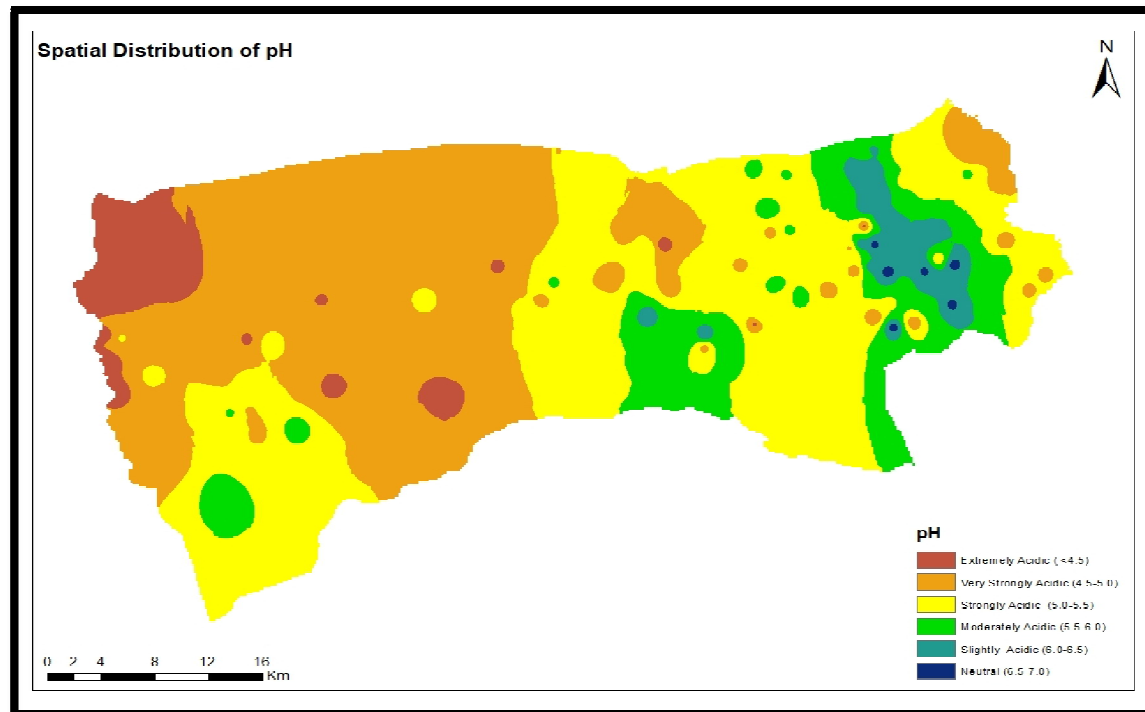 Spatial Distribution of pH
N
pH
Extremely Acidic (<4.5)
Very Strongly Acidic (4.5-5.0)
Strongly Acidic (5.0-5.5)
Moderately Acidic (5.5-6.0)
Slightly Acidic (6.0-6.5)
Neutral (6.5-7.0)
0 2 4 8 12 16
Km